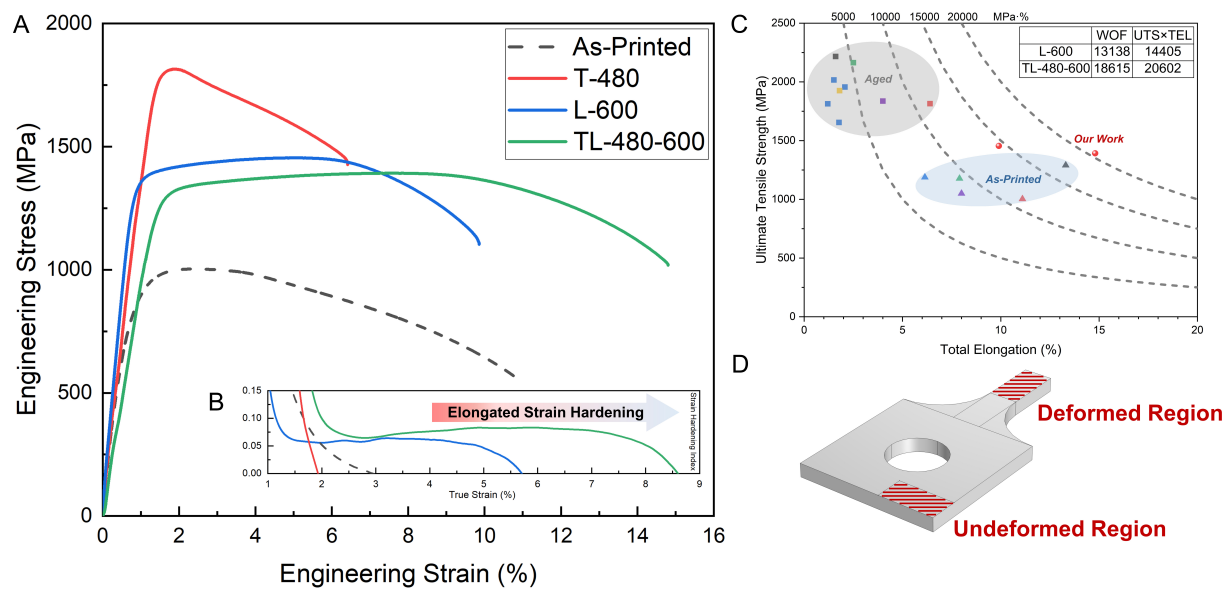 A
Engineering Stress (MPa)
2000
1500
1000
500
0
0 2 4 6 8 10 12 14 16
Engineering Strain (%)
As-Printed
T-480
L-600
TL-480-600
B
0.15
0.10
0.05
0.00
1 2 3 4 5 6 7 8 9
True Strain (%)
Elongated Strain Hardening
Strain Hardening Index
C
5000 10000 15000 20000 MPa·%
Ultimate Tensile Strength (MPa)
2500
2000
1500
1000
500
0
0 5 10 15 20
Total Elongation (%)
WOF UTS×TEL
L-600 13138 14405
TL-480-600 18615 20602
Aged
Our Work
As-Printed
D
Deformed Region
Undeformed Region